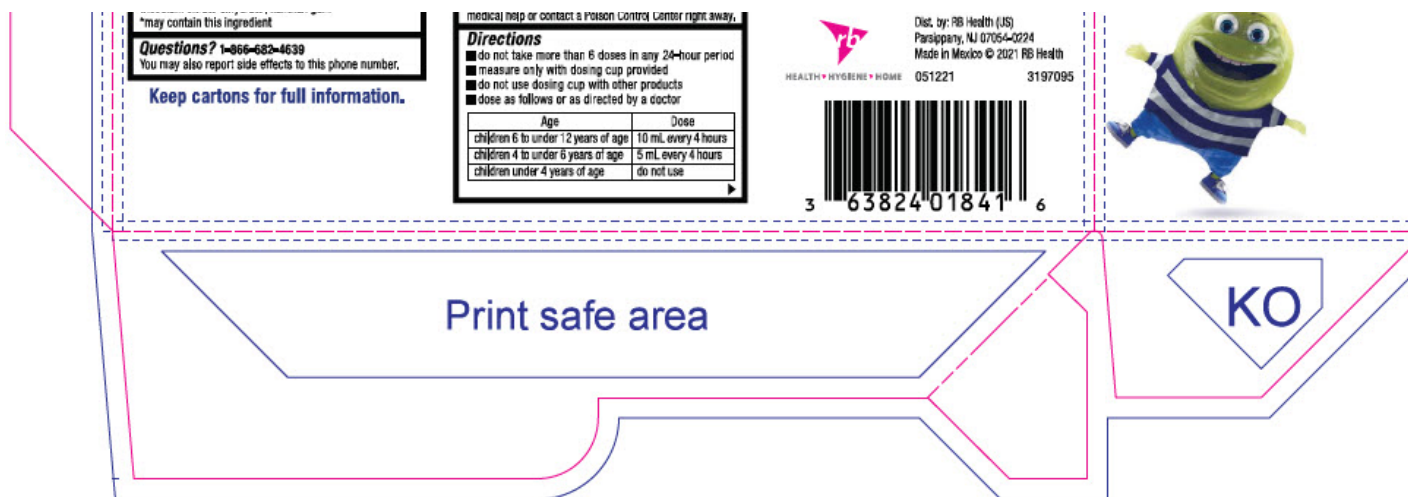 *may contain this ingredient
Questions? 1-866-682-4639
You may also report side effects to this phone number.
Keep cartons for full information.
medical help or contact a Poison Control Center right away.
Directions
do not take more than 6 doses in any 24-hour period
measure only with dosing cup provided
do not use dosing cup with other products
dose as follows or as directed by a doctor
Age Dose
children 6 to under 12 years of age 10 mL every 4 hours
children 4 to under 6 years of age 5 mL every 4 hours
children under 4 years of age do not use
rb
HEALTH • HYGIENE • HOME
Dist. by: RB Health (US)
Parsippany, NJ 07054-0224
Made in Mexico © 2021 RB Health
051221 3197095
3 63824 01841 6
Print safe area
KO